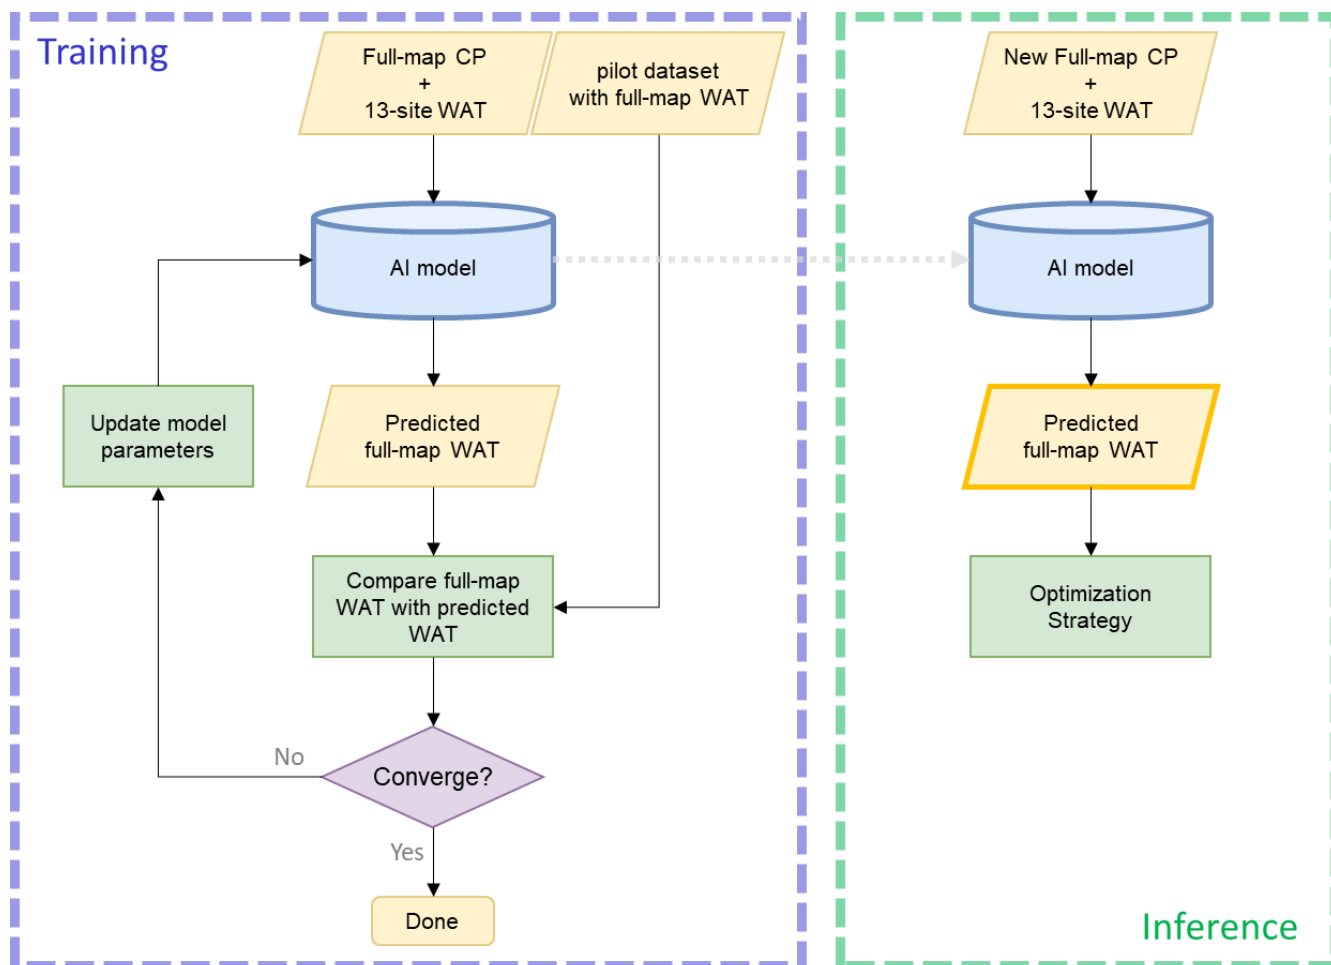 Training
Full-map CP
+
13-site WAT
pilot dataset
with full-map WAT
AI model
Update model
parameters
Predicted
full-map WAT
Compare full-map
WAT with predicted
WAT
No
Converge?
Yes
Done
New Full-map CP
+
13-site WAT
AI model
Predicted
full-map WAT
Optimization
Strategy
Inference